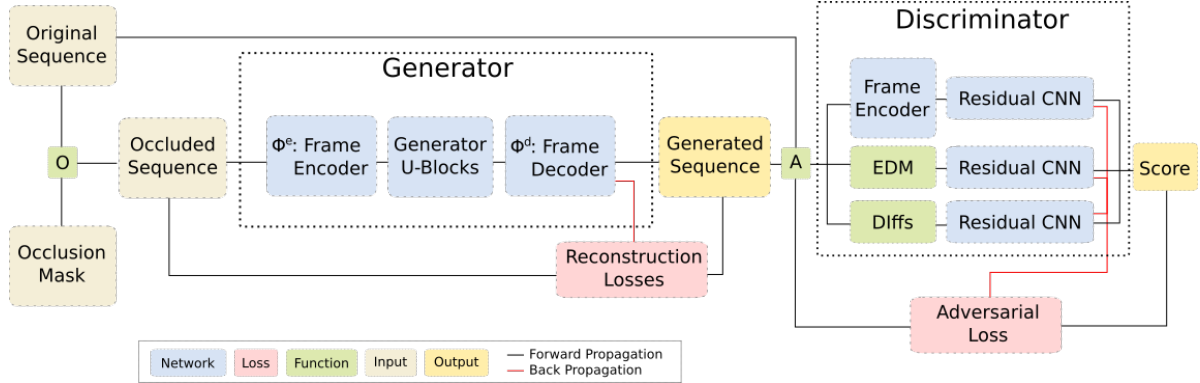 Original
Sequence
O
Occlusion
Mask
Occluded
Sequence
Generator
Φᵉ: Frame
Encoder
Generator
U-Blocks
Φᵈ: Frame
Decoder
Generated
Sequence
Reconstruction
Losses
A
Discriminator
Frame
Encoder
Residual CNN
EDM
Residual CNN
DIffs
Residual CNN
Score
Adversarial
Loss
Network
Loss
Function
Input
Output
Forward Propagation
Back Propagation